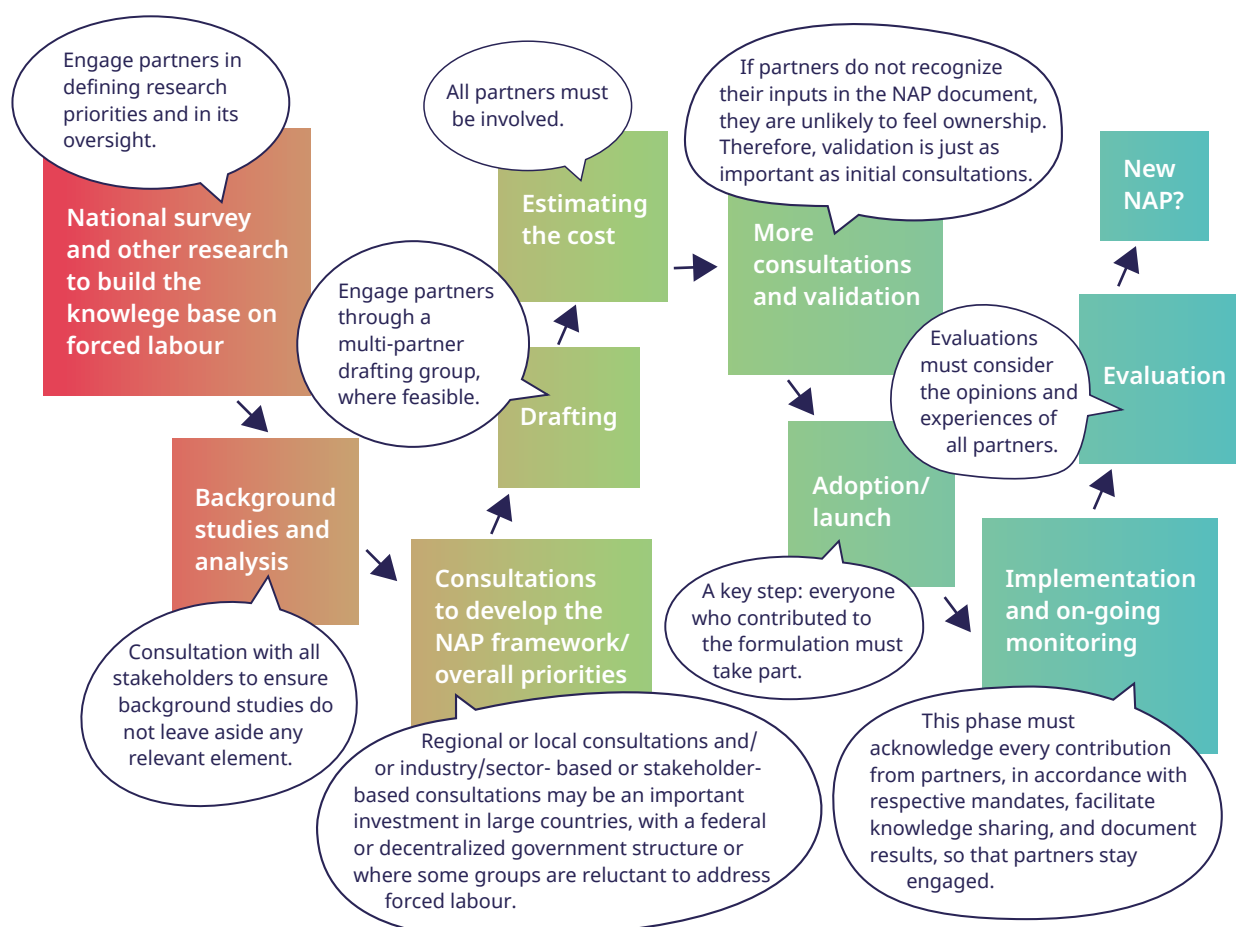 Engage partners in
defining research
priorities and in its
oversight.
National survey
and other research
to build the
knowlege base on
forced labour
Background
studies and
analysis
Consultation with all
stakeholders to ensure
background studies do
not leave aside any
relevant element.
Consultations
to develop the
NAP framework/
overall priorities
Regional or local consultations and/
or industry/sector- based or stakeholder-
based consultations may be an important
investment in large countries, with a federal
or decentralized government structure or
where some groups are reluctant to address
forced labour.
Engage partners
through a
multi-partner
drafting group,
where feasible.
Drafting
All partners must
be involved.
Estimating
the cost
If partners do not recognize
their inputs in the NAP document,
they are unlikely to feel ownership.
Therefore, validation is just as
important as initial consultations.
More
consultations
and validation
Adoption/
launch
A key step: everyone
who contributed to
the formulation must
take part.
Implementation
and on-going
monitoring
This phase must
acknowledge every contribution
from partners, in accordance with
respective mandates, facilitate
knowledge sharing, and document
results, so that partners stay
engaged.
Evaluations
must consider
the opinions and
experiences of
all partners.
Evaluation
New
NAP?